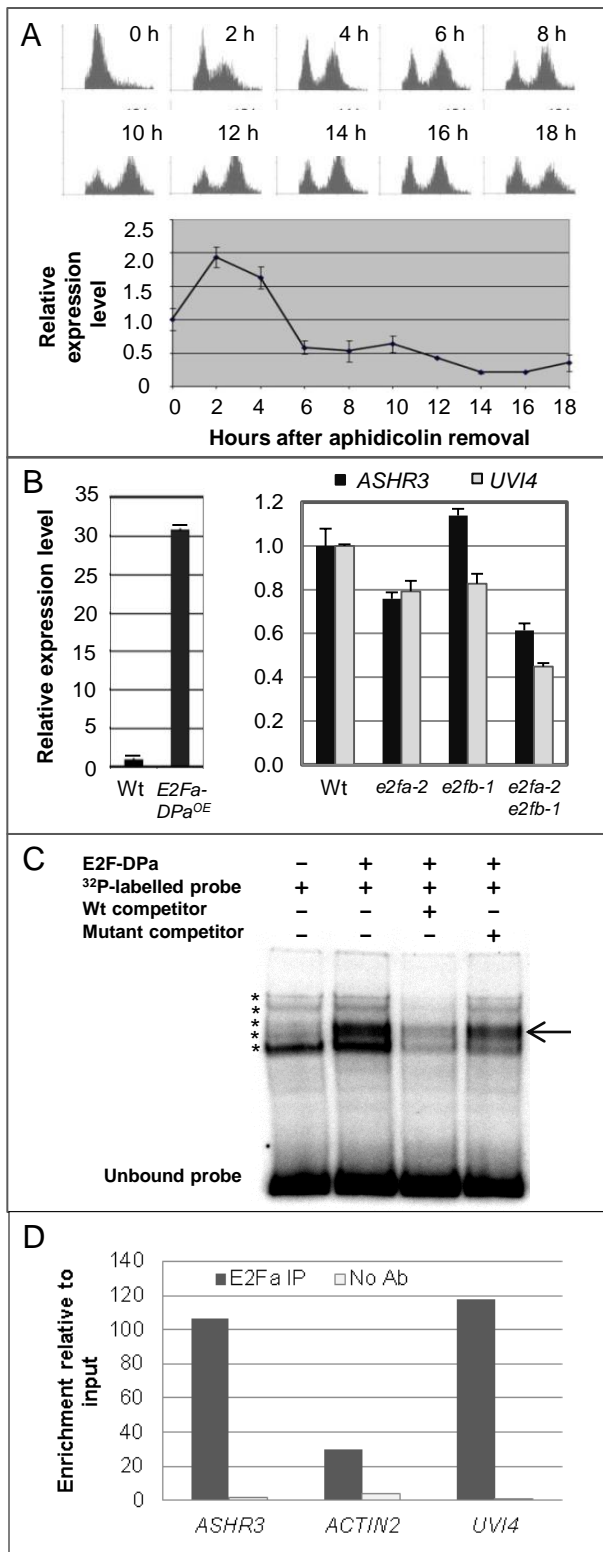 A
0 h 2 h 4 h 6 h 8 h
10 h 12 h 14 h 16 h 18 h
Relative expression level
2.5
2.0
1.5
1.0
0.5
0
0 2 4 6 8 10 12 14 16 18
Hours after aphidicolin removal
B
Relative expression level
35
30
25
20
15
10
5
0
Wt E2Fa-DPa^OE
ASHR3 UVI4
1.2
1.0
0.8
0.6
0.4
0.2
0.0
Wt e2fa-2 e2fb-1 e2fa-2 e2fb-1
C
E2F-DPa – + + +
32P-labelled probe + + + +
Wt competitor – – + –
Mutant competitor – – – +
*
*
*
*
*
Unbound probe
D
Enrichment relative to input
140
120
100
80
60
40
20
0
E2Fa IP No Ab
ASHR3 ACTIN2 UVI4